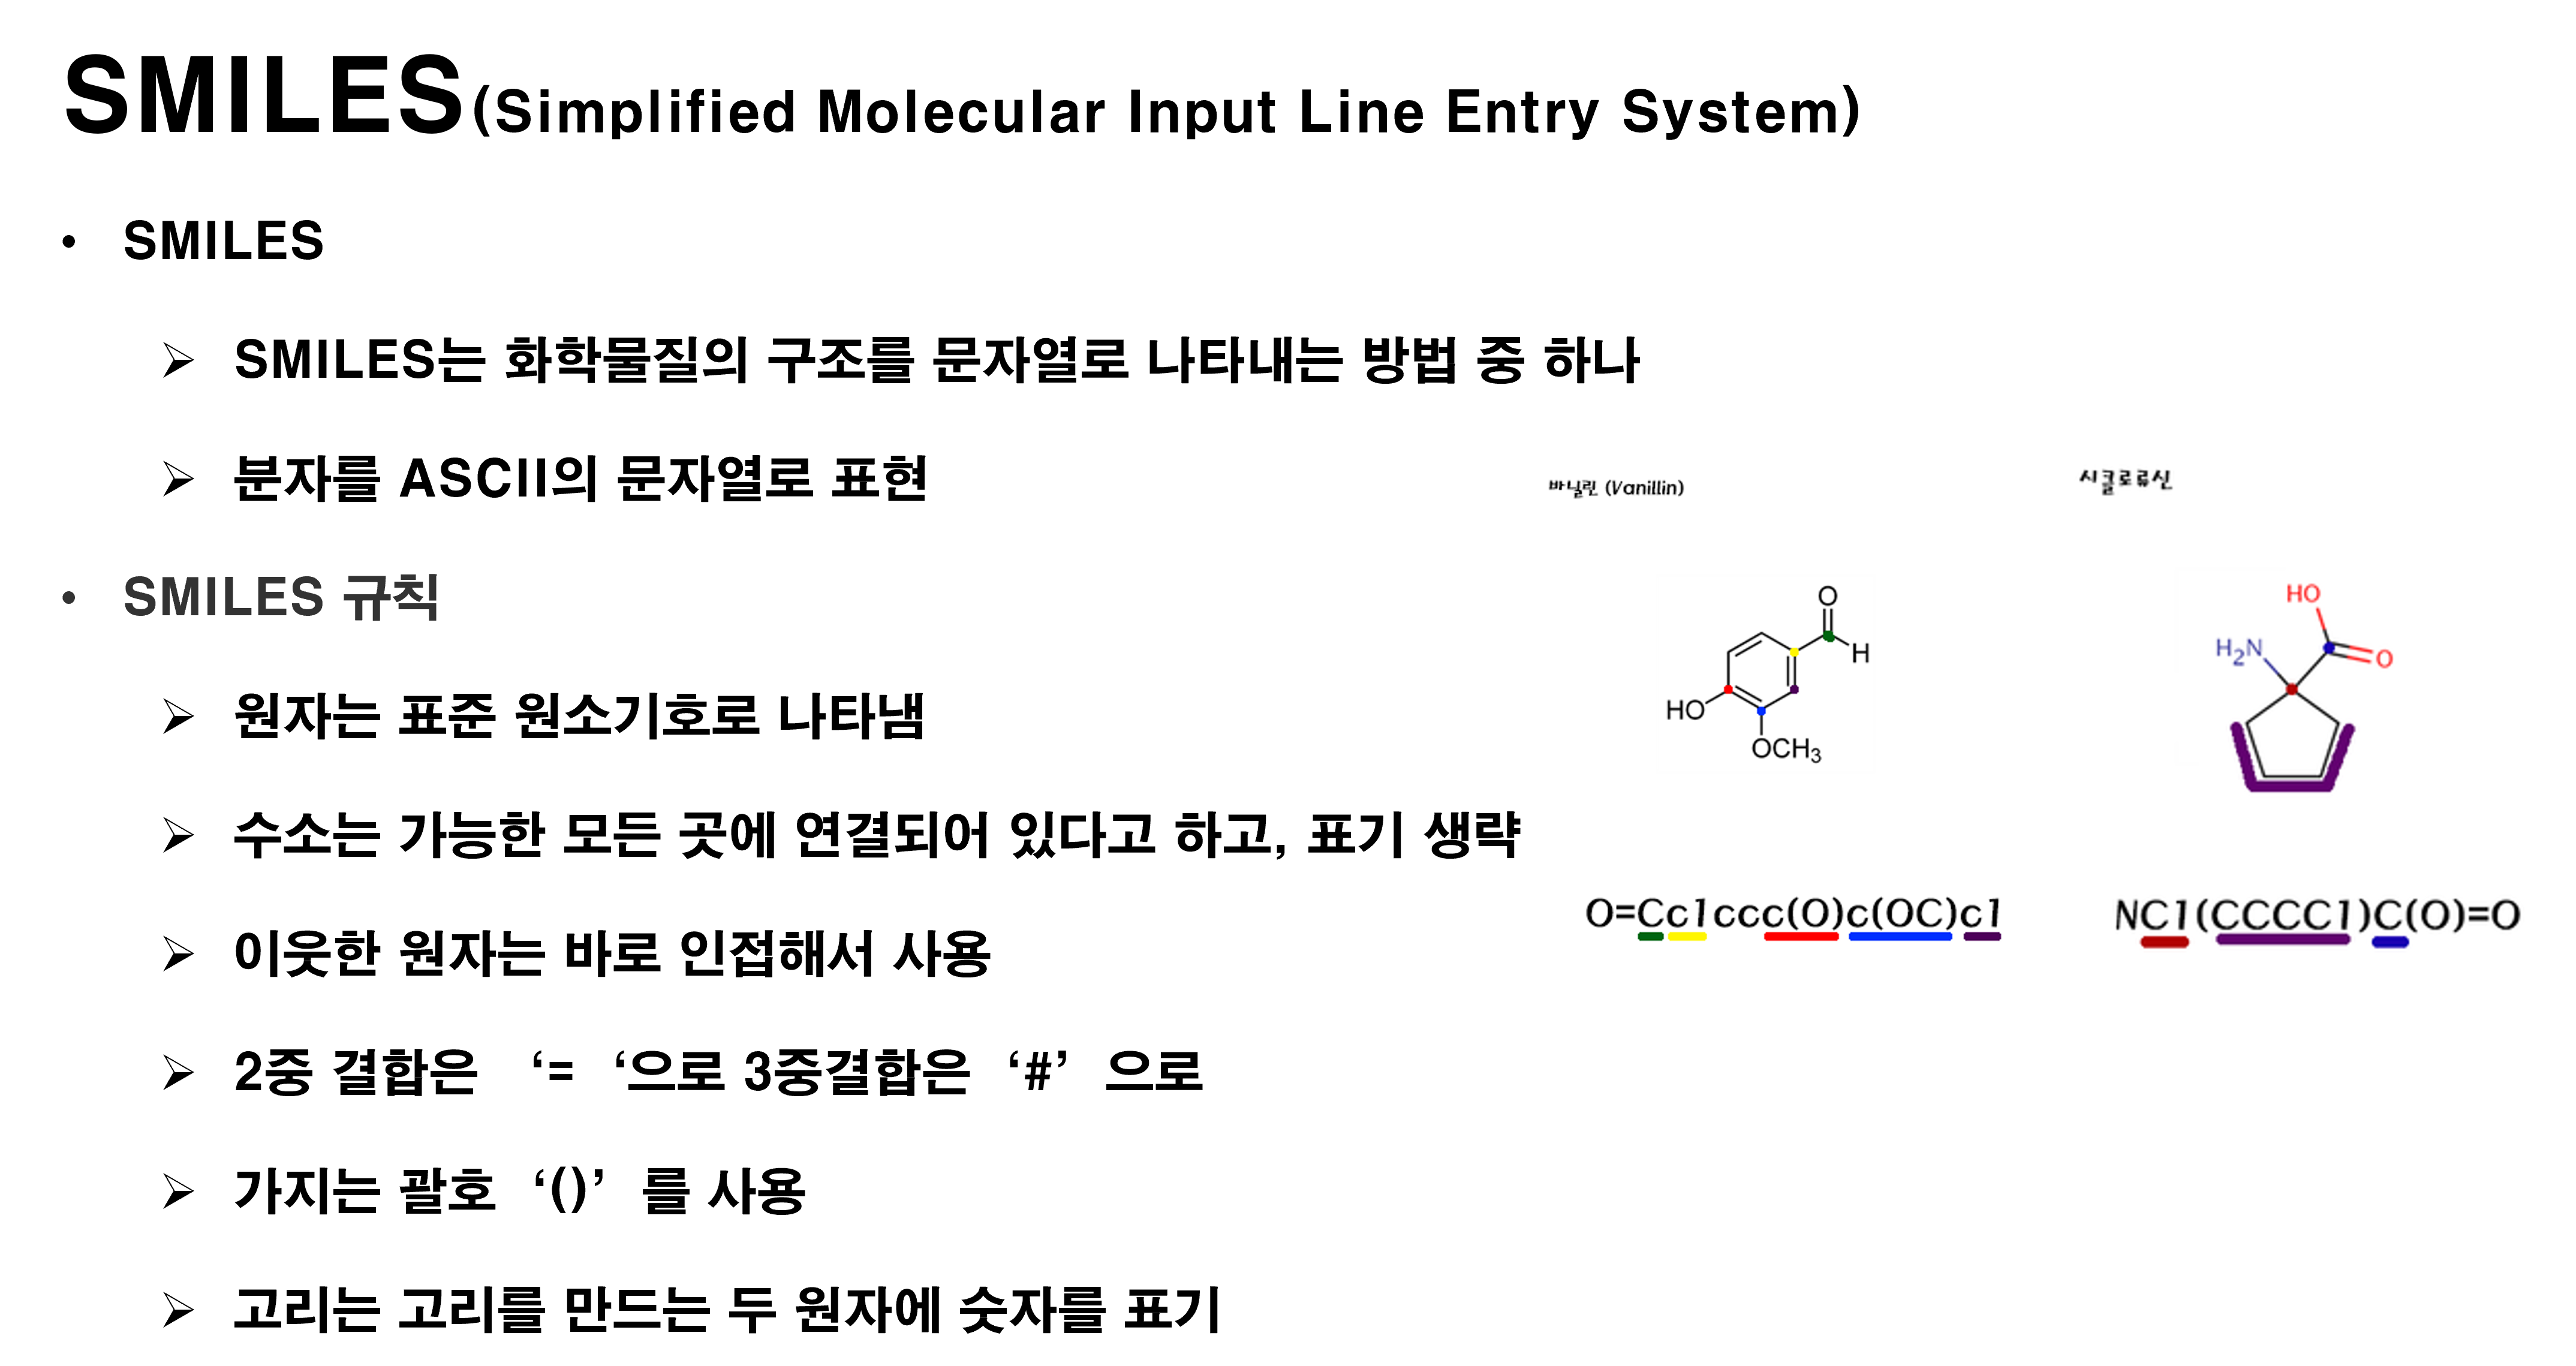 SMILES(Simplified Molecular Input Line Entry System)
• SMILES
➢ SMILES는 화학물질의 구조를 문자열로 나타내는 방법 중 하나
➢ 분자를 ASCII의 문자열로 표현
• SMILES 규칙
➢ 원자는 표준 원소기호로 나타냄
➢ 수소는 가능한 모든 곳에 연결되어 있다고 하고, 표기 생략
➢ 이웃한 원자는 바로 인접해서 사용
➢ 2중 결합은 ‘= ‘으로 3중결합은 ‘#’ 으로
➢ 가지는 괄호 ‘()’ 를 사용
➢ 고리는 고리를 만드는 두 원자에 숫자를 표기
바닐린 (Vanillin)
O
H
HO
OCH3
O=Cc1ccc(O)c(OC)c1
시클로류신
HO
H2N
O
NC1(CCCC1)C(O)=O